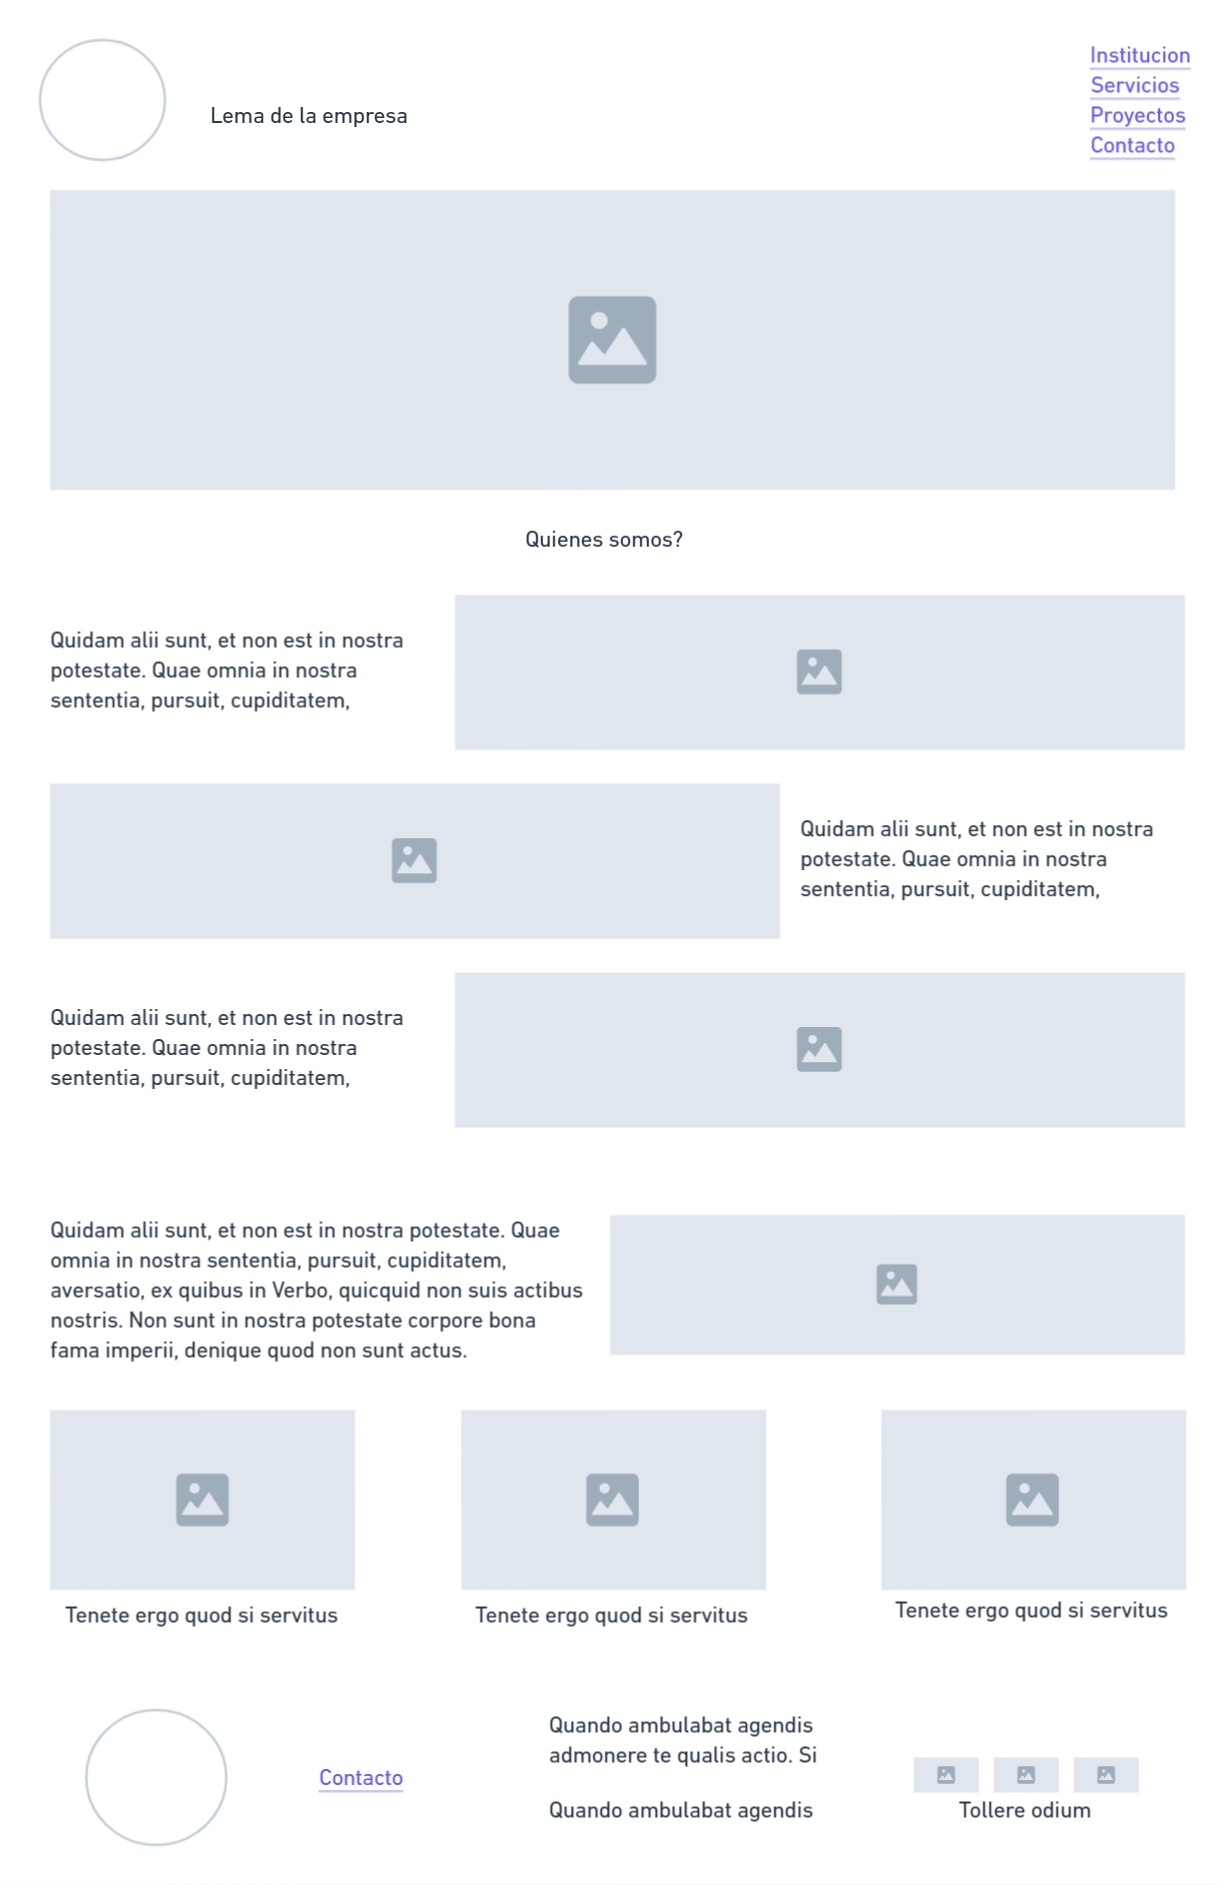 Lema de la empresa
Institucion
Servicios
Proyectos
Contacto
Quienes somos?
Quidam alii sunt, et non est in nostra
potestate. Quae omnia in nostra
sententia, pursuit, cupiditatem,
Quidam alii sunt, et non est in nostra
potestate. Quae omnia in nostra
sententia, pursuit, cupiditatem,
Quidam alii sunt, et non est in nostra
potestate. Quae omnia in nostra
sententia, pursuit, cupiditatem,
Quidam alii sunt, et non est in nostra potestate. Quae
omnia in nostra sententia, pursuit, cupiditatem,
aversatio, ex quibus in Verbo, quicquid non suis actibus
nostris. Non sunt in nostra potestate corpore bona
fama imperii, denique quod non sunt actus.
Tenete ergo quod si servitus
Tenete ergo quod si servitus
Tenete ergo quod si servitus
Contacto
Quando ambulabat agendis
admonere te qualis actio. Si
Quando ambulabat agendis
Tollere odium